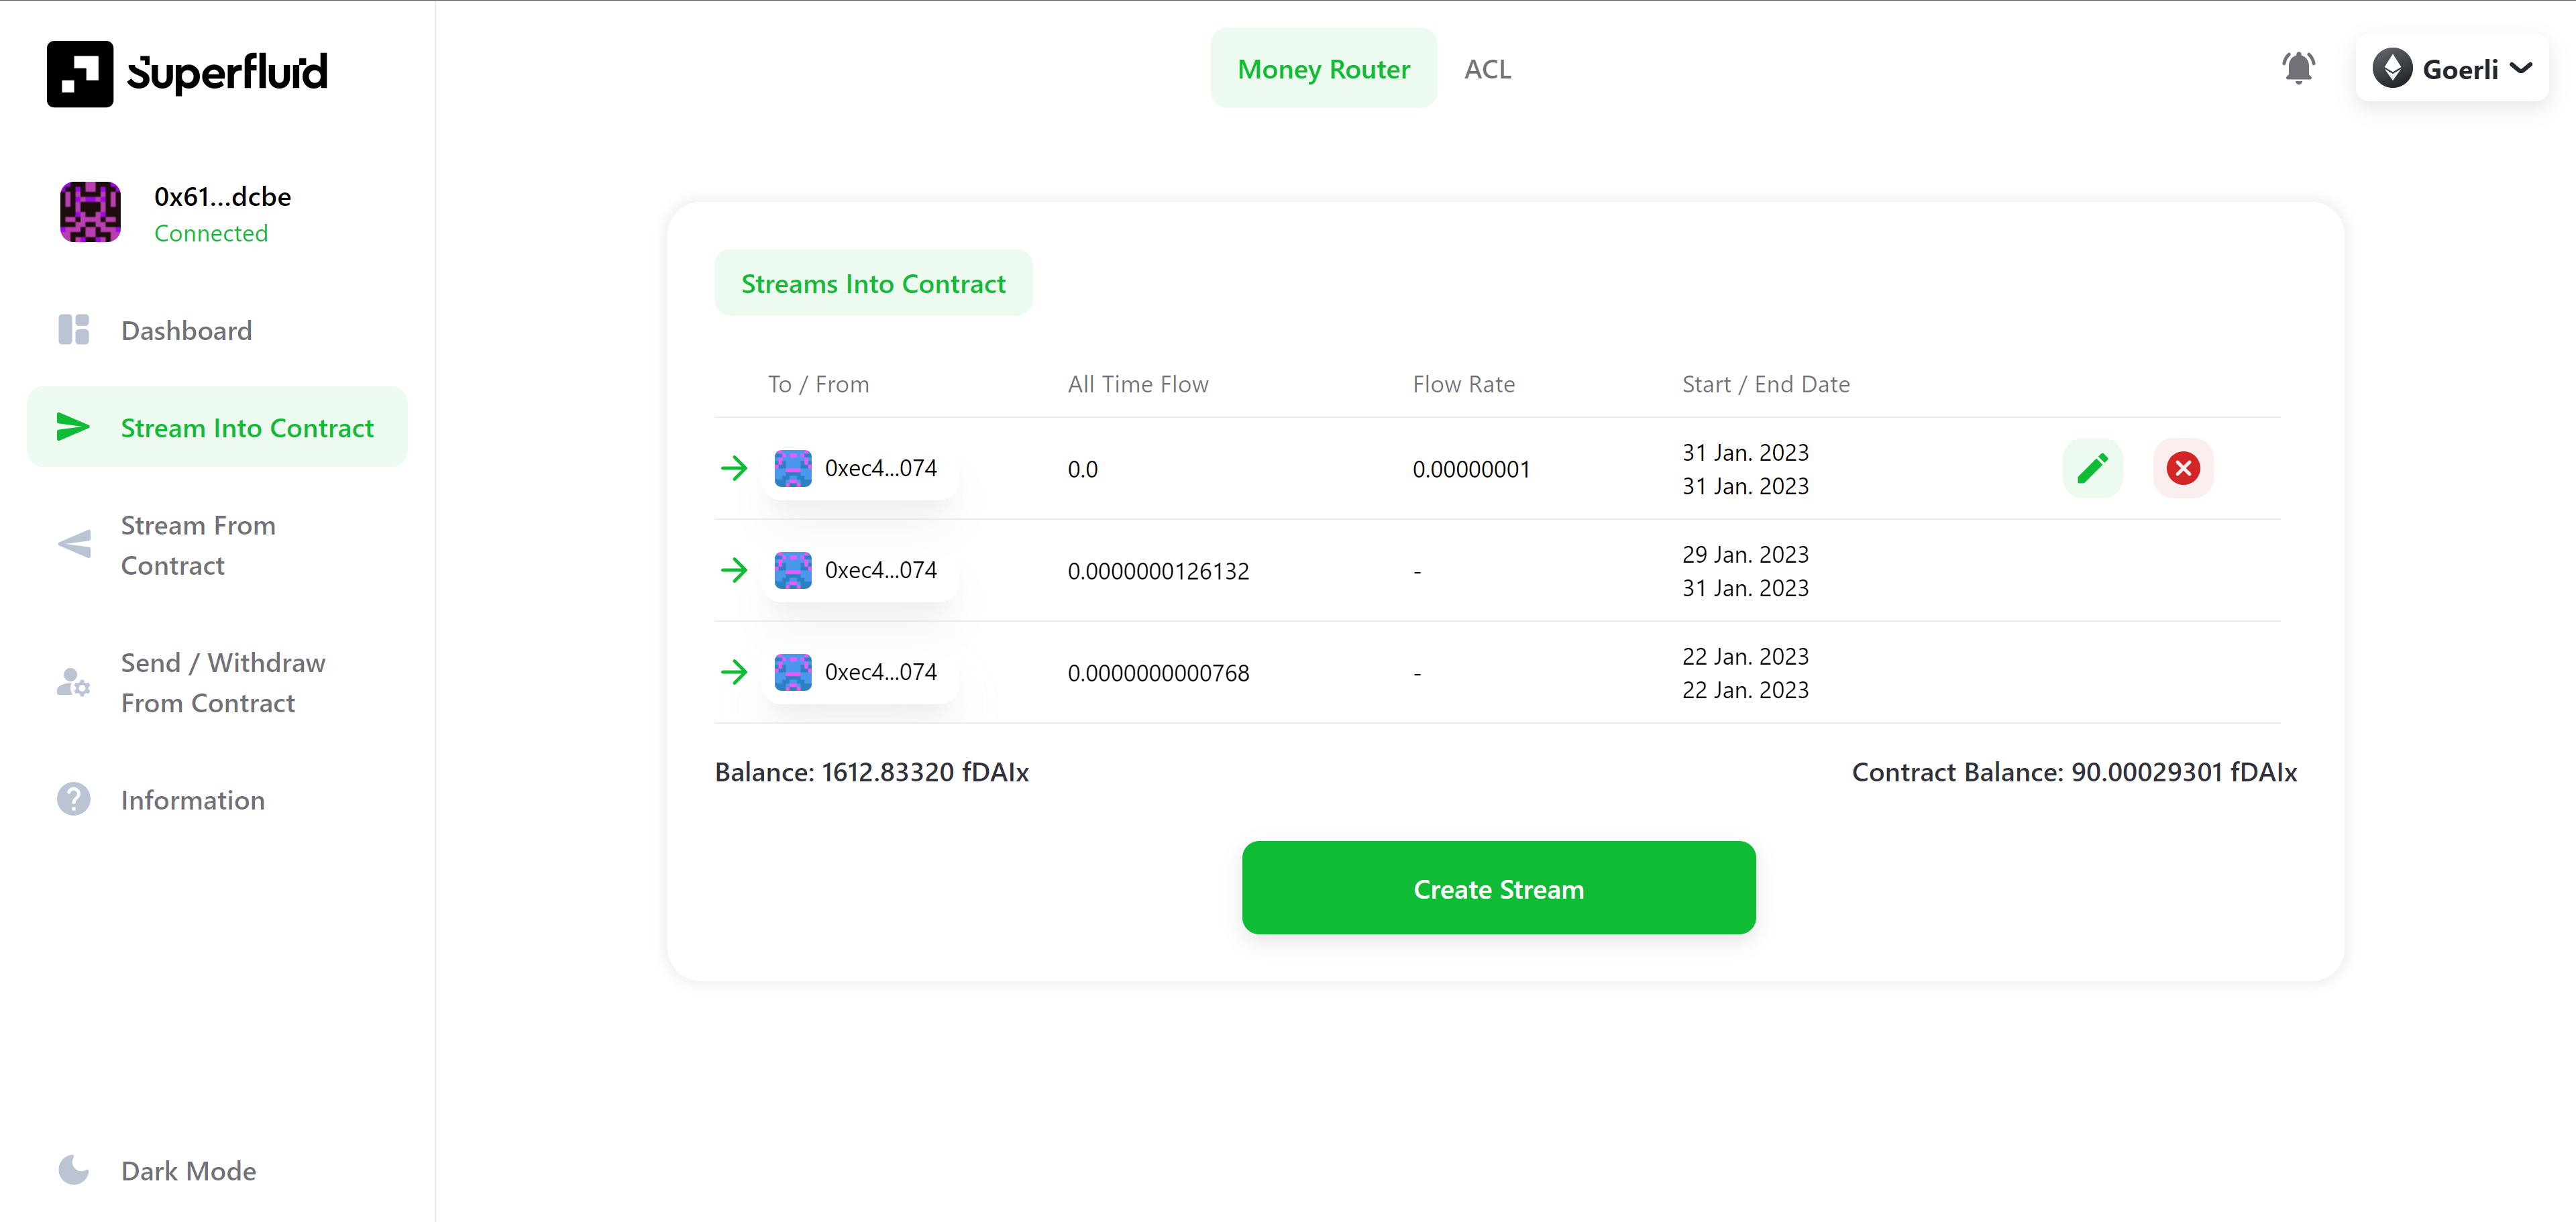 Superfluid
Money Router
ACL
Goerli
0x61...dcbe
Connected
Dashboard
Stream Into Contract
Stream From
Contract
Send / Withdraw
From Contract
Information
Dark Mode
Streams Into Contract
To / From All Time Flow Flow Rate Start / End Date
0xec4...074 0.0 0.00000001 31 Jan. 2023
31 Jan. 2023
0xec4...074 0.0000000126132 - 29 Jan. 2023
31 Jan. 2023
0xec4...074 0.0000000000768 - 22 Jan. 2023
22 Jan. 2023
Balance: 1612.83320 fDAIx
Contract Balance: 90.00029301 fDAIx
Create Stream